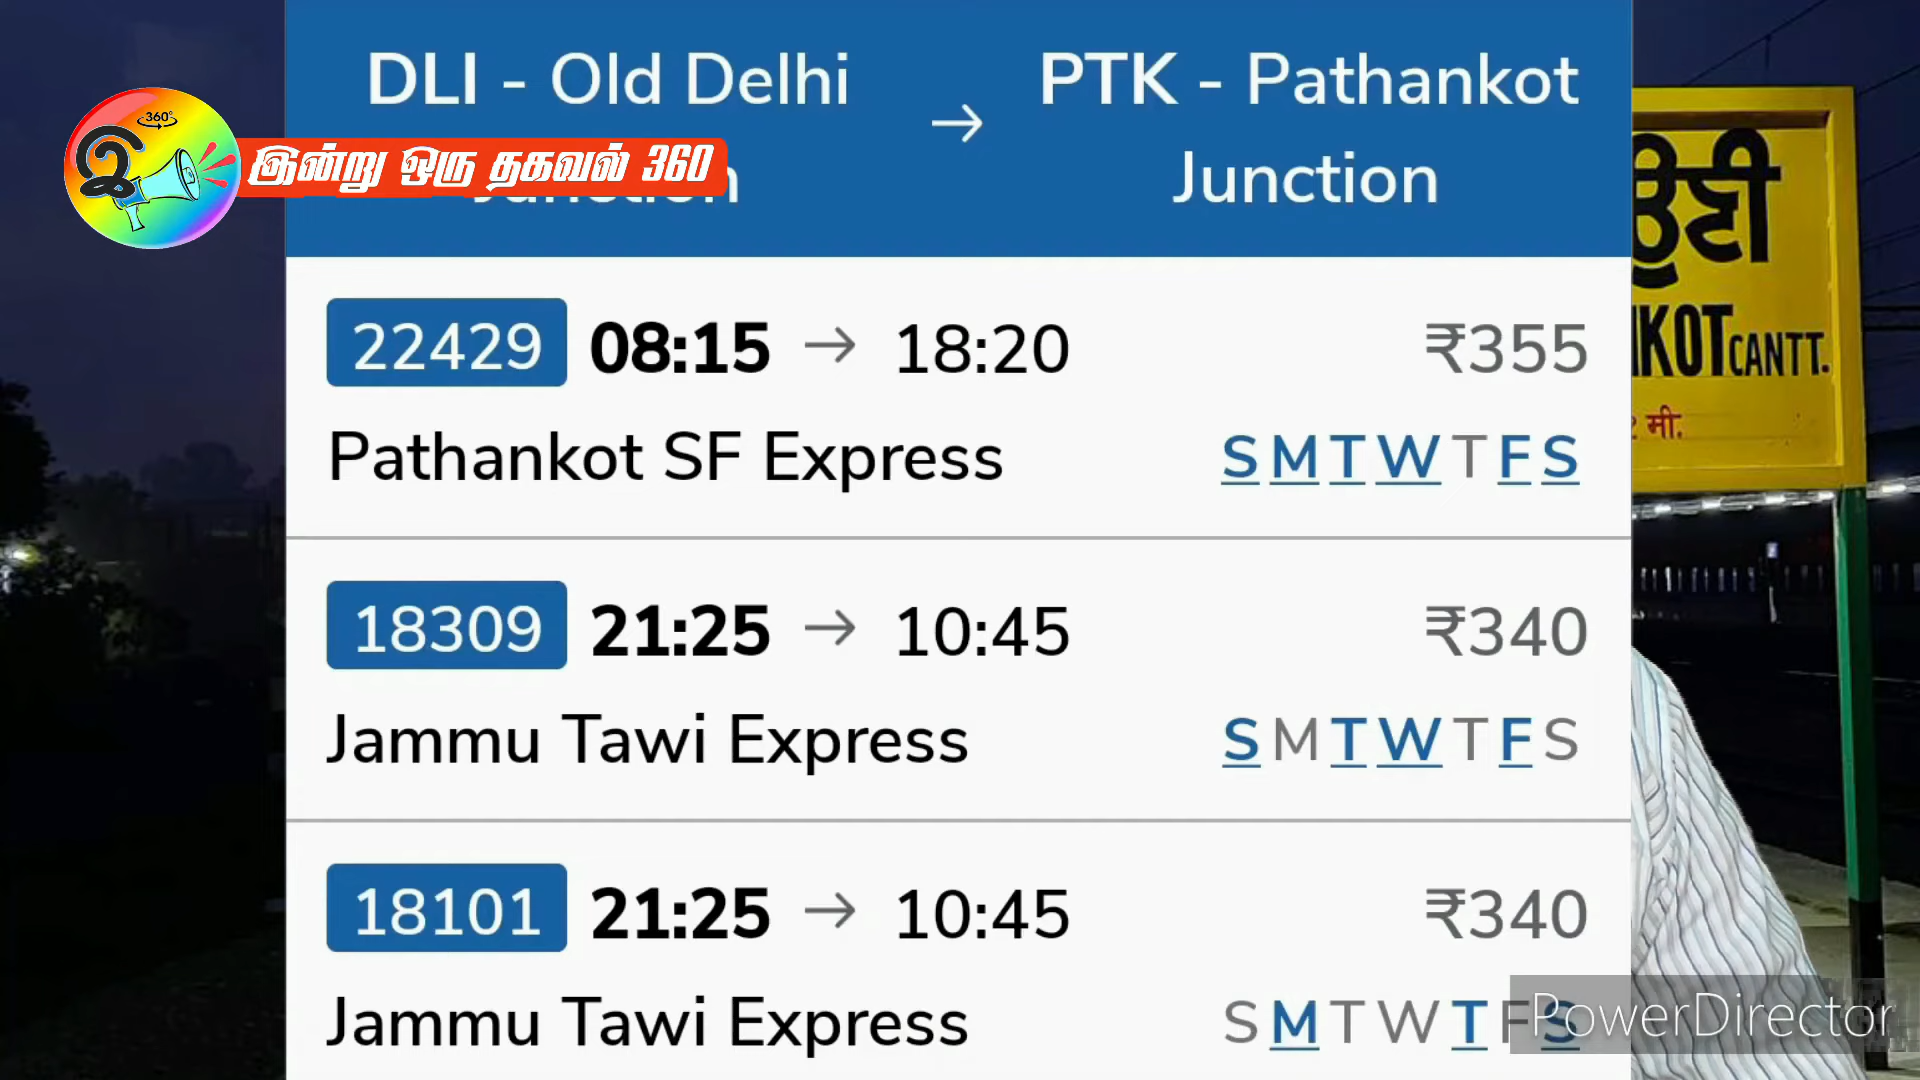 DLI - Old Delhi Junction
→
PTK - Pathankot Junction
360°
இ
இன்று ஒரு தகவல் 360
22429 08:15 → 18:20 ₹355
Pathankot SF Express SMTWTFS
18309 21:25 → 10:45 ₹340
Jammu Tawi Express SMTWTFS
18101 21:25 → 10:45 ₹340
Jammu Tawi Express SMTWTFS
KOT CANTT.
मी.
PowerDirector